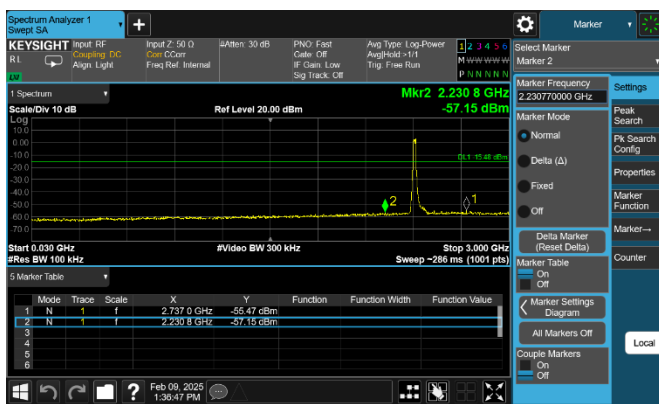 Spectrum Analyzer 1
Swept SA
+
Marker
KEYSIGHT
Input: RF
Input Z: 50 Ω
#Atten: 30 dB
PNO: Fast
Avg Type: Log-Power
1 2 3 4 5 6
R L
Coupling: DC
Corr CCorr
Gate: Off
Avg|Hold:>1/1
M W W W W W
Align: Light
Freq Ref: Internal
IF Gain: Low
Trig: Free Run
Sig Track: Off
P N N N N N
LV
Select Marker
Marker 2
1 Spectrum
Mkr2 2.230 8 GHz
Scale/Div 10 dB
Ref Level 20.00 dBm
-57.15 dBm
Log
10.0
0.00
-10.0
-20.0
-30.0
-40.0
-50.0
-60.0
-70.0
DL1 -15.48 dBm
2
1
Start 0.030 GHz
#Video BW 300 kHz
Stop 3.000 GHz
#Res BW 100 kHz
Sweep ~286 ms (1001 pts)
5 Marker Table
Mode Trace Scale X Y Function Function Width Function Value
1 N 1 f 2.737 0 GHz -55.47 dBm
2 N 1 f 2.230 8 GHz -57.15 dBm
3
4
5
6
Marker Frequency
2.230770000 GHz
Marker Mode
Normal
Delta (Δ)
Fixed
Off
Delta Marker
(Reset Delta)
Marker Table
On
Off
Marker Settings
Diagram
All Markers Off
Couple Markers
On
Off
Settings
Peak
Search
Pk Search
Config
Properties
Marker
Function
Marker→
Counter
Local
?
Feb 09, 2025
1:36:47 PM